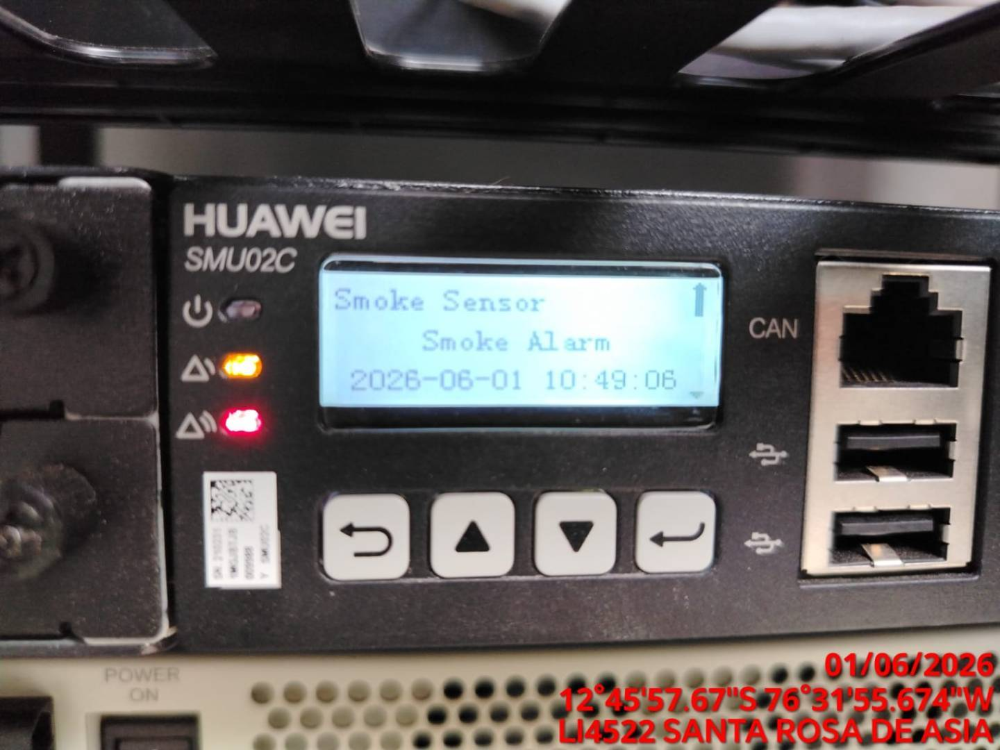 HUAWEI
SMU02C
Smoke Sensor
Smoke Alarm
2026-06-01 10:49:06
CAN
Y SMU02C
POWER
ON
01/06/2026
12°45'57.67"S 76°31'55.674"W
LI4522 SANTA ROSA DE ASIA